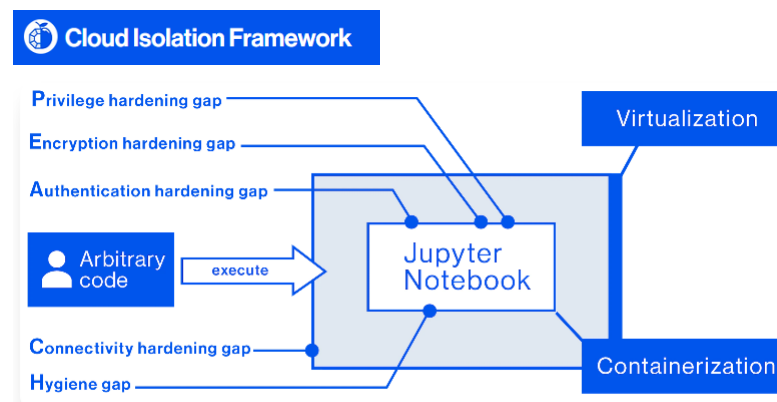 Cloud Isolation Framework
Privilege hardening gap
Virtualization
Encryption hardening gap
Authentication hardening gap
Arbitrary
code
execute
Jupyter
Notebook
Connectivity hardening gap
Containerization
Hygiene gap